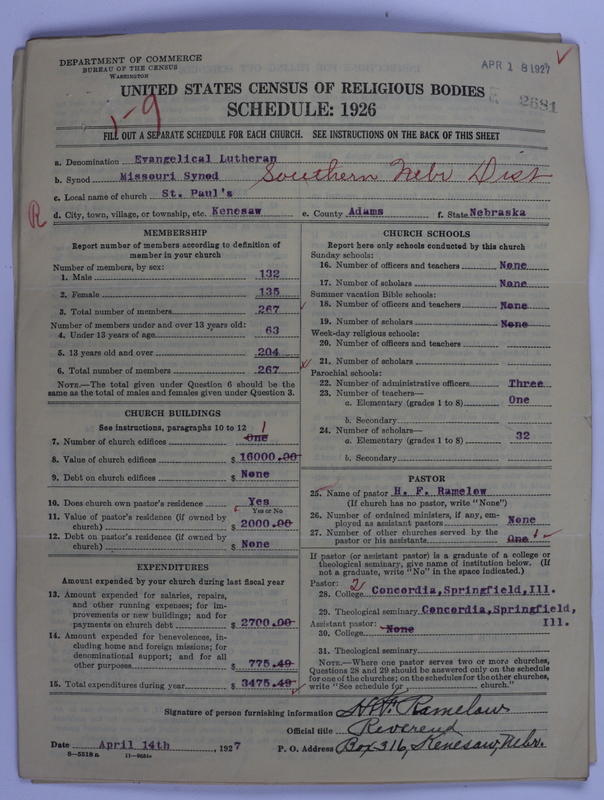 DEPARTMENT OF COMMERCE
BUREAU OF THE CENSUS
WASHINGTON
APR 18 1927
UNITED STATES CENSUS OF RELIGIOUS BODIES
SCHEDULE: 1926
2681
1-9
FILL OUT A SEPARATE SCHEDULE FOR EACH CHURCH. SEE INSTRUCTIONS ON THE BACK OF THIS SHEET
a. Denomination Evangelical Lutheran
b. Synod Missouri Synod Southern Nebr Dist
c. Local name of church St. Paul's
R
d. City, town, village, or township, etc. Kenesaw e. County Adams f. State Nebraska
MEMBERSHIP
Report number of members according to definition of
member in your church
Number of members, by sex:
1. Male 132
2. Female 135
3. Total number of members 267
Number of members under and over 13 years old:
4. Under 13 years of age 63
5. 13 years old and over 204
6. Total number of members 267
NOTE.—The total given under Question 6 should be the
same as the total of males and females given under Question 3.
CHURCH BUILDINGS
See instructions, paragraphs 10 to 12
7. Number of church edifices One 1
8. Value of church edifices $ 16000.00
9. Debt on church edifices $ None
10. Does church own pastor's residence Yes
Yes or No
11. Value of pastor's residence (if owned by
church) $ 2000.00
12. Debt on pastor's residence (if owned by
church) $ None
EXPENDITURES
Amount expended by your church during last fiscal year
13. Amount expended for salaries, repairs,
and other running expenses; for im-
provements or new buildings; and for
payments on church debt $ 2700.00
14. Amount expended for benevolences, in-
cluding home and foreign missions; for
denominational support; and for all
other purposes $ 775.49
15. Total expenditures during year $ 3475.49
CHURCH SCHOOLS
Report here only schools conducted by this church
Sunday schools:
16. Number of officers and teachers None
17. Number of scholars None
Summer vacation Bible schools:
18. Number of officers and teachers None
19. Number of scholars None
Week-day religious schools:
20. Number of officers and teachers
21. Number of scholars
Parochial schools:
22. Number of administrative officers Three
23. Number of teachers—
a. Elementary (grades 1 to 8) One
b. Secondary
24. Number of scholars—
a. Elementary (grades 1 to 8) 32
b. Secondary
PASTOR
25. Name of pastor H. F. Ramelow
(If church has no pastor, write "None")
26. Number of ordained ministers, if any, em-
ployed as assistant pastors None
27. Number of other churches served by the
pastor or his assistants One 1
If pastor (or assistant pastor) is a graduate of a college or
theological seminary, give name of institution below. (If
not a graduate, write "No" in the space indicated.)
Pastor: 2
28. College Concordia,Springfield,Ill.
29. Theological seminary Concordia,Springfield,
Ill.
Assistant pastor:
30. College None
31. Theological seminary
NOTE.—Where one pastor serves two or more churches,
Questions 28 and 29 should be answered only on the schedule
for one of the churches; on the schedules for the other churches,
write "See schedule for church."
Signature of person furnishing information H. F. Ramelow
Official title Reverend
Date April 14th, 1927 P. O. Address Box 316, Kenesaw, Nebr.